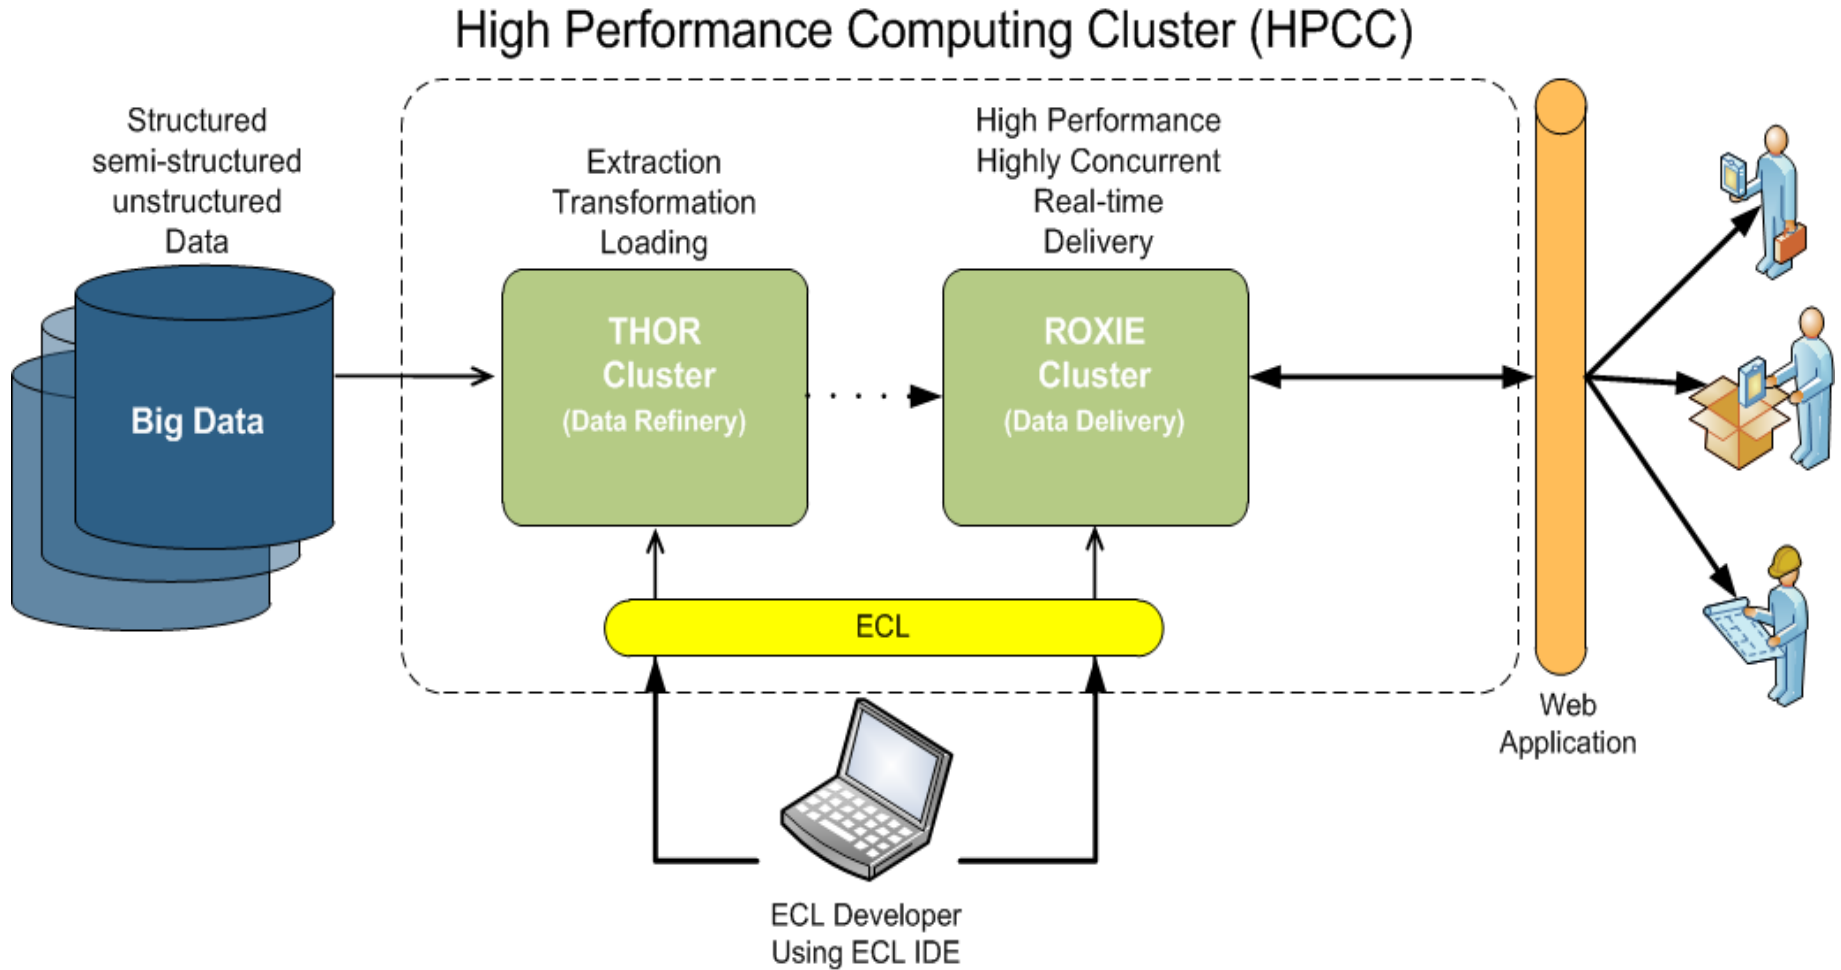 High Performance Computing Cluster (HPCC)
Structured
semi-structured
unstructured
Data
Big Data
Extraction
Transformation
Loading
THOR
Cluster
(Data Refinery)
High Performance
Highly Concurrent
Real-time
Delivery
ROXIE
Cluster
(Data Delivery)
ECL
Web
Application
ECL Developer
Using ECL IDE